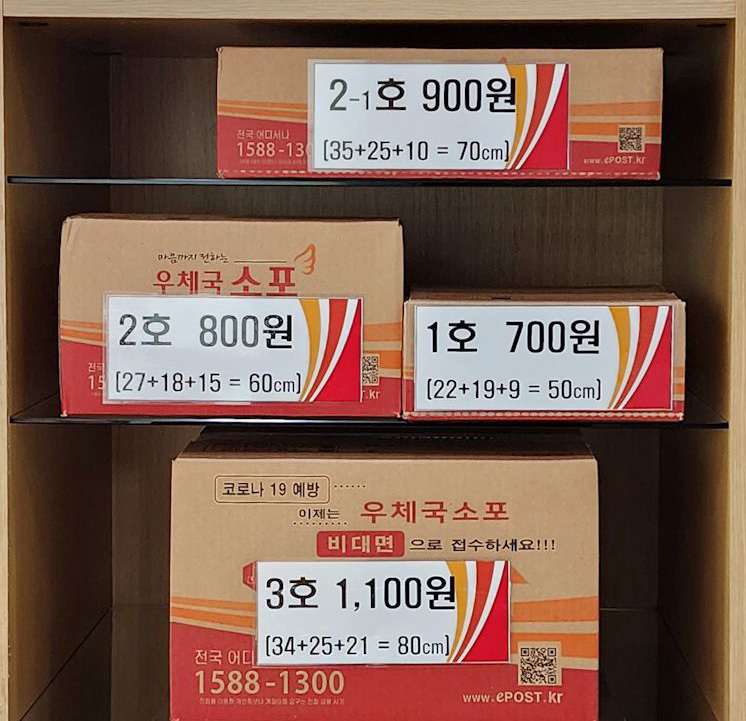 2-1호 900원
(35+25+10 = 70cm)
전국 어디서나
1588-130
www.ePOST.kr
마음까지 전하는
우체국 소포
2호 800원
(27+18+15 = 60cm)
전국
15
T.kr
1호 700원
(22+19+9 = 50cm)
코로나 19 예방
이제는 우체국소포
비대면 으로 접수하세요!!!
3호 1,100원
(34+25+21 = 80cm)
전국 어디
1588-1300
www.ePOST.kr